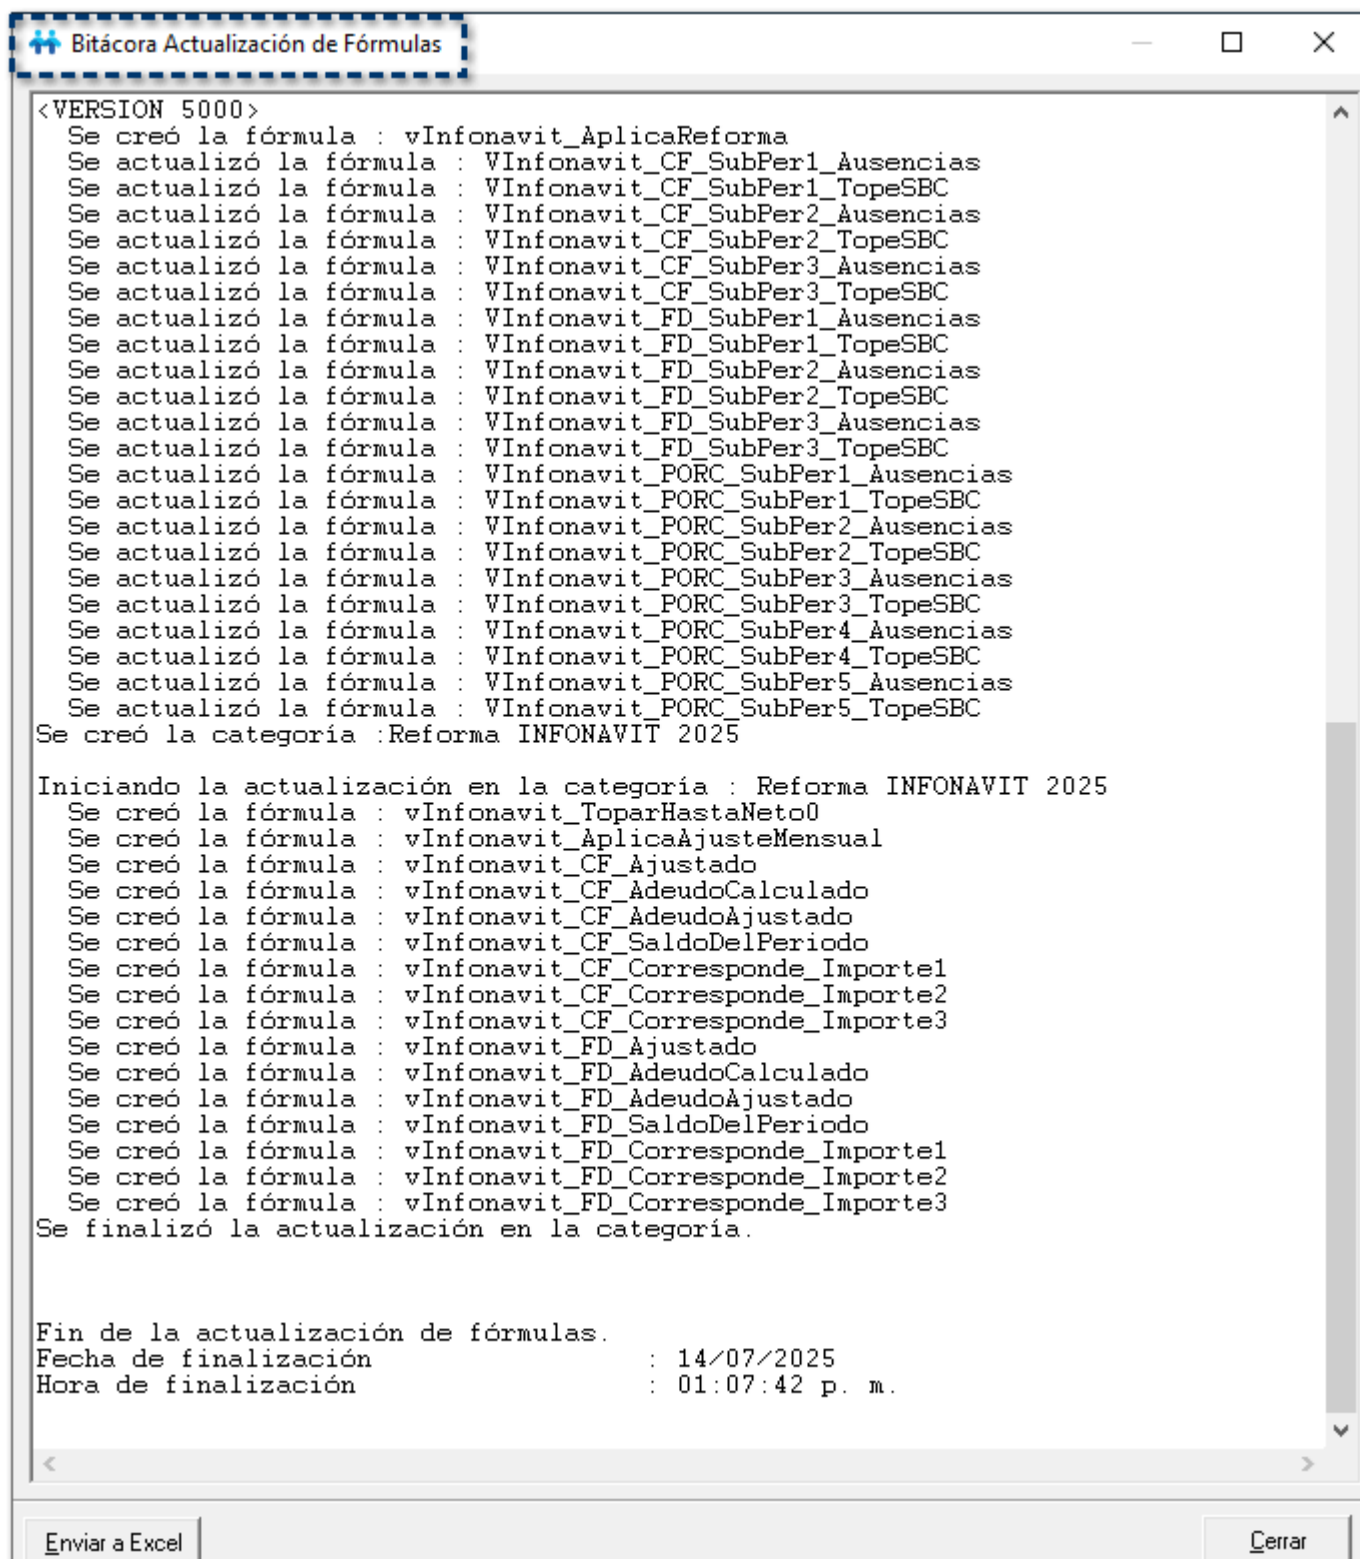 Bitácora Actualización de Fórmulas
<VERSION 5000>
Se creó la fórmula : vInfonavit_AplicaReforma
Se actualizó la fórmula : VInfonavit_CF_SubPer1_Ausencias
Se actualizó la fórmula : VInfonavit_CF_SubPer1_TopeSBC
Se actualizó la fórmula : VInfonavit_CF_SubPer2_Ausencias
Se actualizó la fórmula : VInfonavit_CF_SubPer2_TopeSBC
Se actualizó la fórmula : VInfonavit_CF_SubPer3_Ausencias
Se actualizó la fórmula : VInfonavit_CF_SubPer3_TopeSBC
Se actualizó la fórmula : VInfonavit_FD_SubPer1_Ausencias
Se actualizó la fórmula : VInfonavit_FD_SubPer1_TopeSBC
Se actualizó la fórmula : VInfonavit_FD_SubPer2_Ausencias
Se actualizó la fórmula : VInfonavit_FD_SubPer2_TopeSBC
Se actualizó la fórmula : VInfonavit_FD_SubPer3_Ausencias
Se actualizó la fórmula : VInfonavit_FD_SubPer3_TopeSBC
Se actualizó la fórmula : VInfonavit_PORC_SubPer1_Ausencias
Se actualizó la fórmula : VInfonavit_PORC_SubPer1_TopeSBC
Se actualizó la fórmula : VInfonavit_PORC_SubPer2_Ausencias
Se actualizó la fórmula : VInfonavit_PORC_SubPer2_TopeSBC
Se actualizó la fórmula : VInfonavit_PORC_SubPer3_Ausencias
Se actualizó la fórmula : VInfonavit_PORC_SubPer3_TopeSBC
Se actualizó la fórmula : VInfonavit_PORC_SubPer4_Ausencias
Se actualizó la fórmula : VInfonavit_PORC_SubPer4_TopeSBC
Se actualizó la fórmula : VInfonavit_PORC_SubPer5_Ausencias
Se actualizó la fórmula : VInfonavit_PORC_SubPer5_TopeSBC
Se creó la categoría :Reforma INFONAVIT 2025
Iniciando la actualización en la categoría : Reforma INFONAVIT 2025
Se creó la fórmula : vInfonavit_ToparHastaNeto0
Se creó la fórmula : vInfonavit_AplicaAjusteMensual
Se creó la fórmula : vInfonavit_CF_Ajustado
Se creó la fórmula : vInfonavit_CF_AdeudoCalculado
Se creó la fórmula : vInfonavit_CF_AdeudoAjustado
Se creó la fórmula : vInfonavit_CF_SaldoDelPeriodo
Se creó la fórmula : vInfonavit_CF_Corresponde_Importe1
Se creó la fórmula : vInfonavit_CF_Corresponde_Importe2
Se creó la fórmula : vInfonavit_CF_Corresponde_Importe3
Se creó la fórmula : vInfonavit_FD_Ajustado
Se creó la fórmula : vInfonavit_FD_AdeudoCalculado
Se creó la fórmula : vInfonavit_FD_AdeudoAjustado
Se creó la fórmula : vInfonavit_FD_SaldoDelPeriodo
Se creó la fórmula : vInfonavit_FD_Corresponde_Importe1
Se creó la fórmula : vInfonavit_FD_Corresponde_Importe2
Se creó la fórmula : vInfonavit_FD_Corresponde_Importe3
Se finalizó la actualización en la categoría.
Fin de la actualización de fórmulas.
Fecha de finalización : 14/07/2025
Hora de finalización : 01:07:42 p. m.
Enviar a Excel
Cerrar